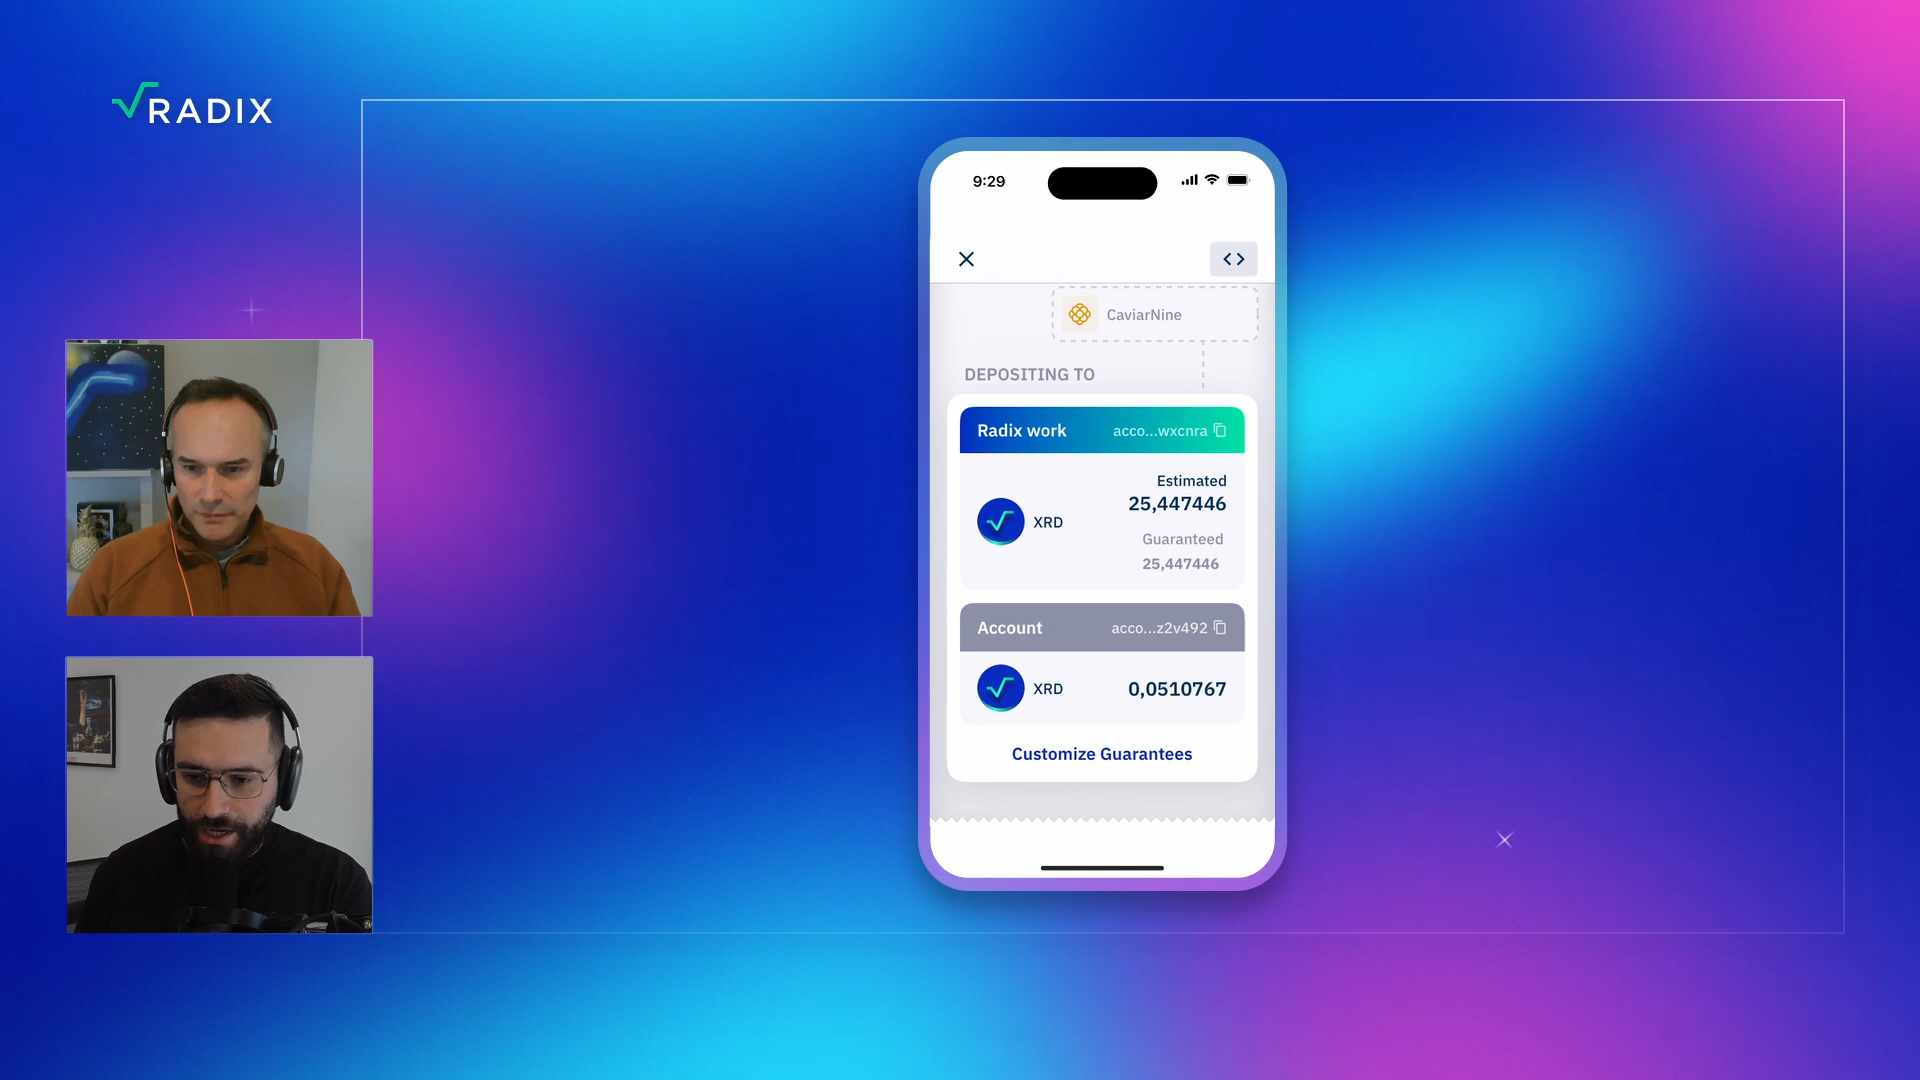 RADIX
9:29
CaviarNine
DEPOSITING TO
Radix work acco...wxcnra
Estimated
25,447446
XRD
Guaranteed
25,447446
Account acco...z2v492
XRD 0,0510767
Customize Guarantees